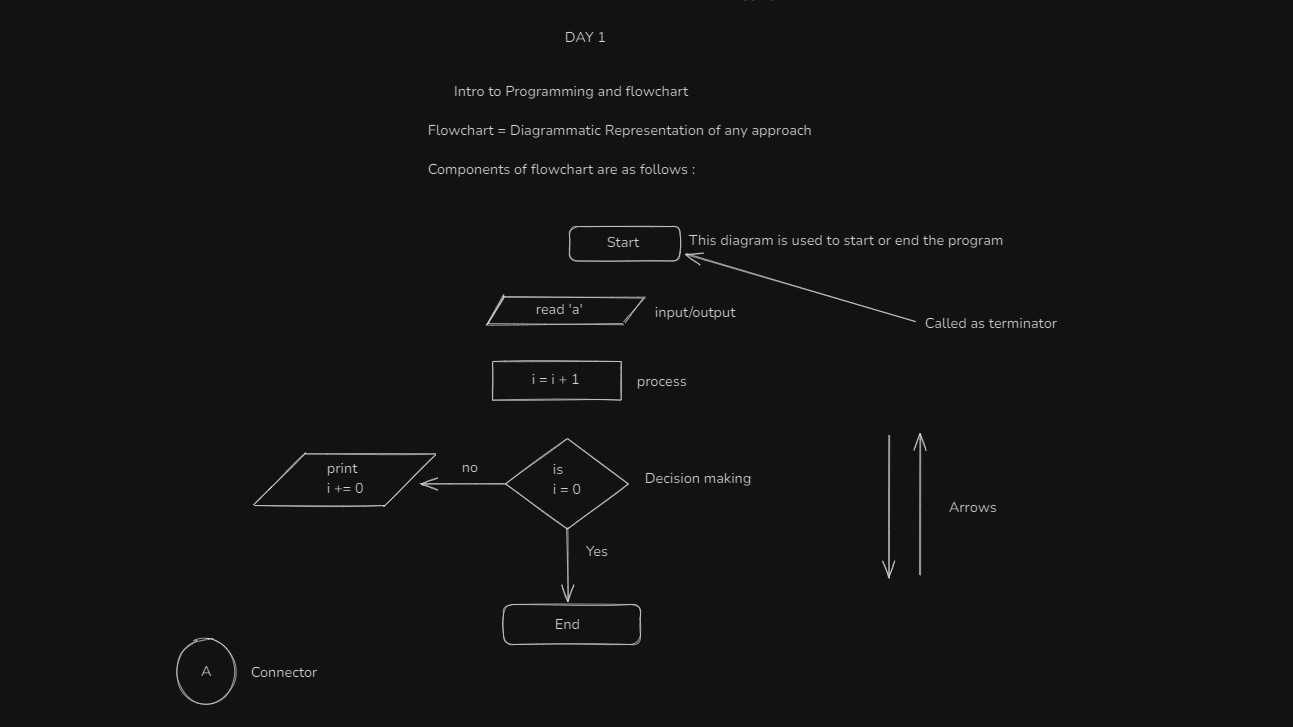 DAY 1
Intro to Programming and flowchart
Flowchart = Diagrammatic Representation of any approach
Components of flowchart are as follows :
Start
This diagram is used to start or end the program
read 'a'
input/output
Called as terminator
i = i + 1
process
print
i += 0
no
is
i = 0
Decision making
Arrows
Yes
End
A
Connector